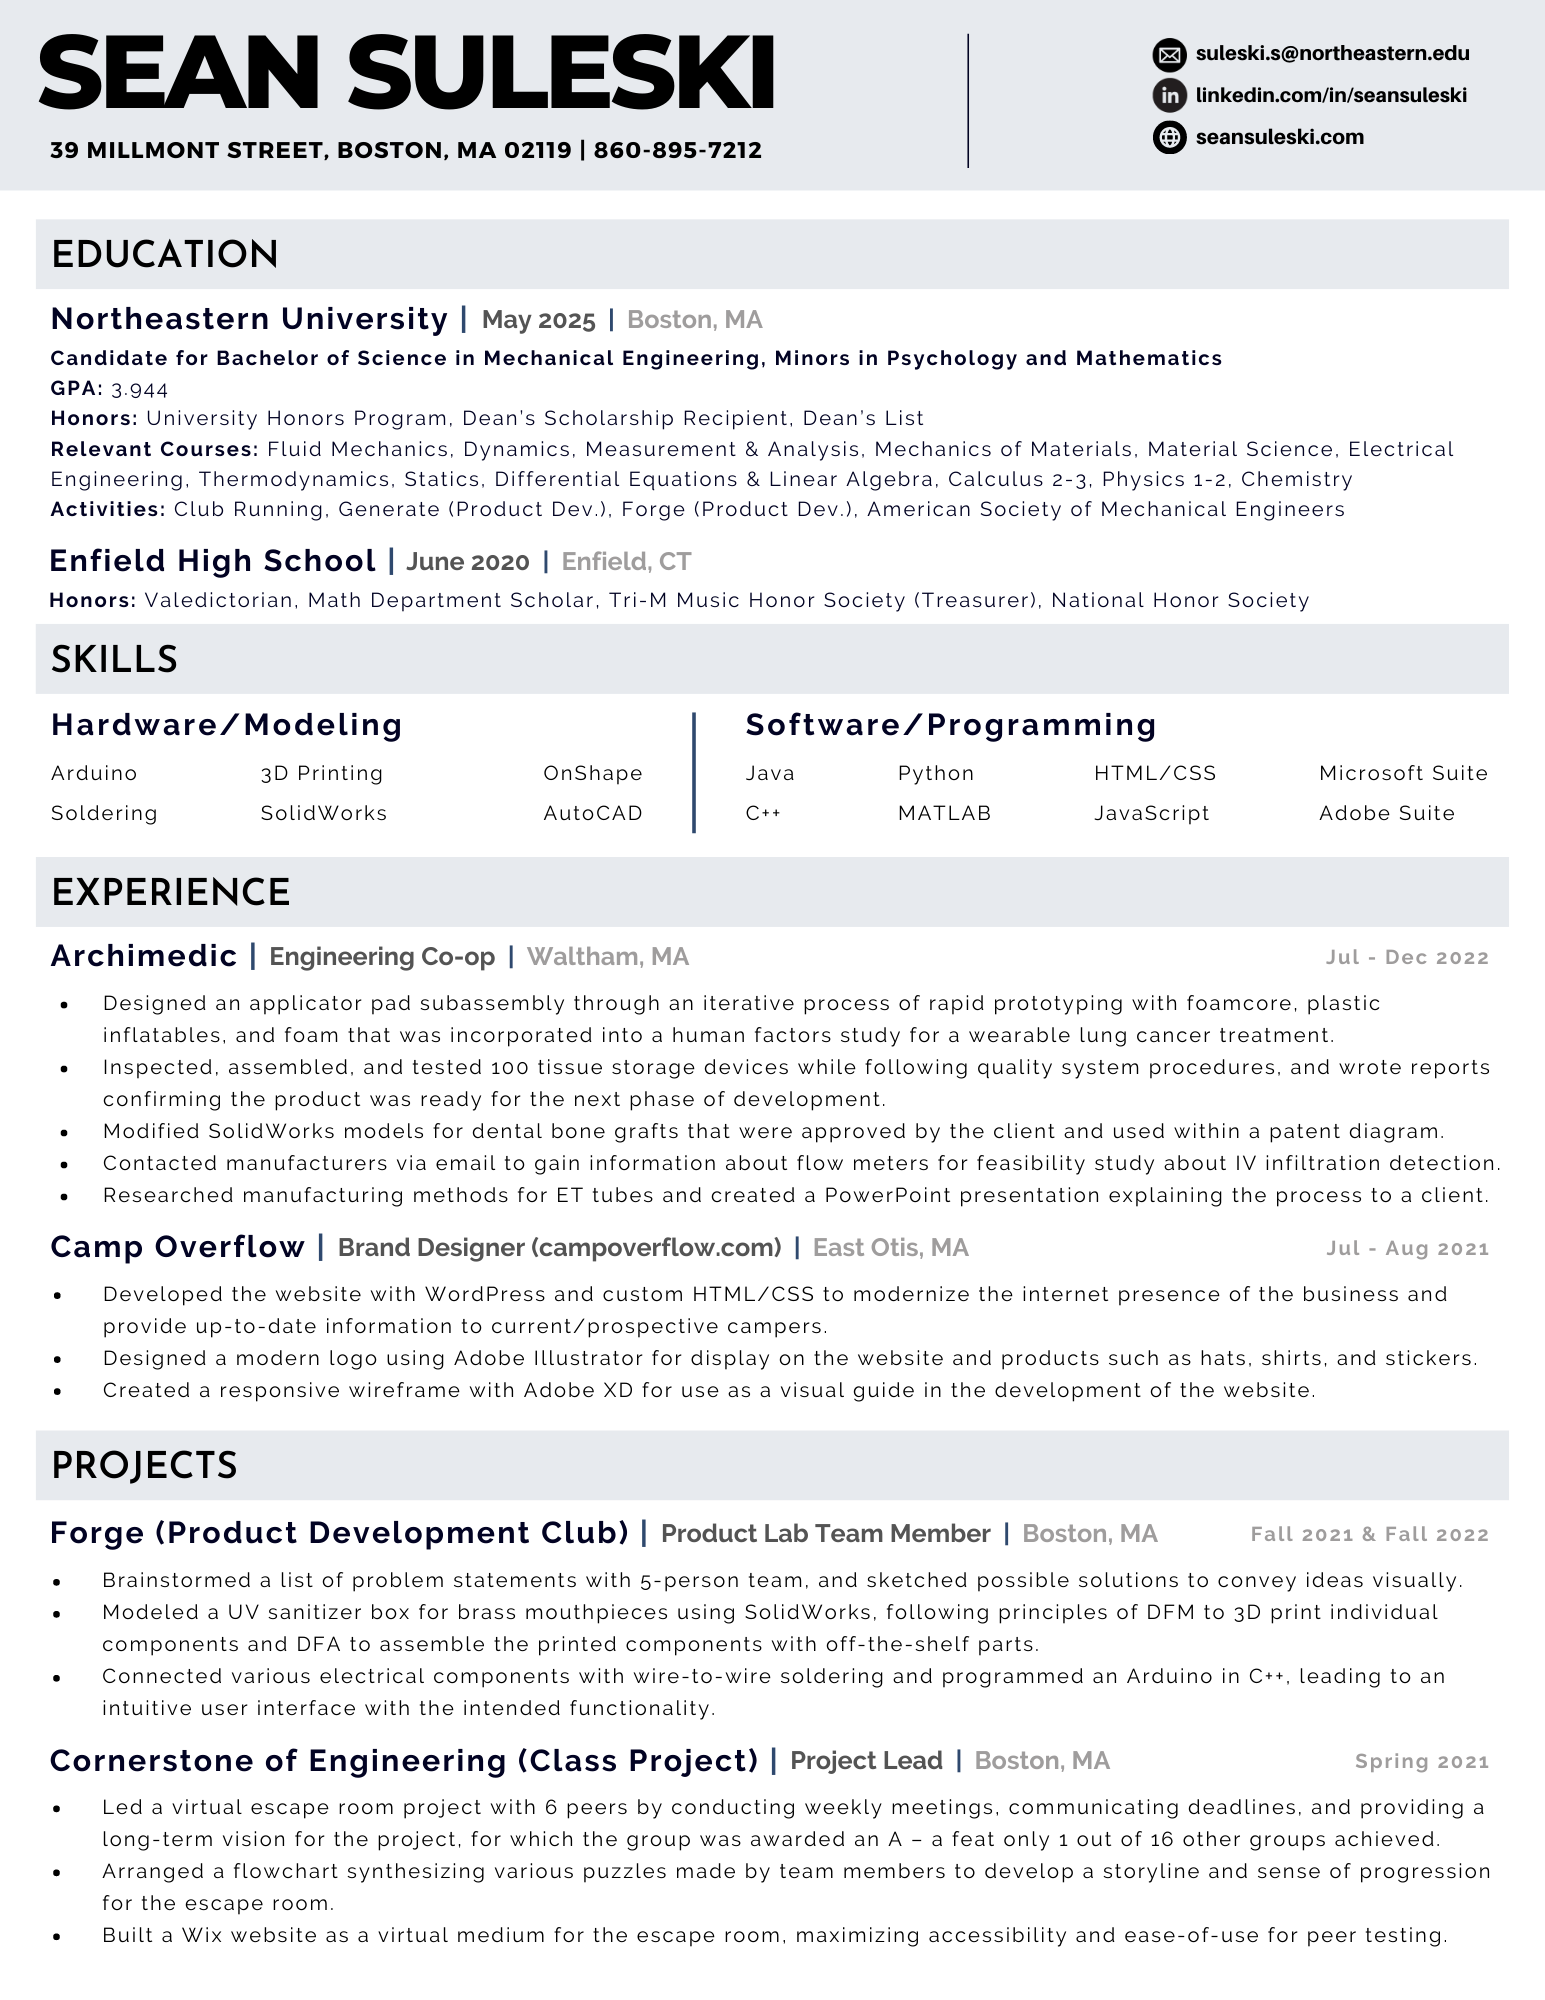 SEAN SULESKI
39 MILLMONT STREET, BOSTON, MA 02119 | 860-895-7212
suleski.s@northeastern.edu
linkedin.com/in/seansuleski
seansuleski.com
EDUCATION
Northeastern University | May 2025 | Boston, MA
Candidate for Bachelor of Science in Mechanical Engineering, Minors in Psychology and Mathematics
GPA: 3.944
Honors: University Honors Program, Dean's Scholarship Recipient, Dean's List
Relevant Courses: Fluid Mechanics, Dynamics, Measurement & Analysis, Mechanics of Materials, Material Science, Electrical
Engineering, Thermodynamics, Statics, Differential Equations & Linear Algebra, Calculus 2-3, Physics 1-2, Chemistry
Activities: Club Running, Generate (Product Dev.), Forge (Product Dev.), American Society of Mechanical Engineers
Enfield High School | June 2020 | Enfield, CT
Honors: Valedictorian, Math Department Scholar, Tri-M Music Honor Society (Treasurer), National Honor Society
SKILLS
Hardware/Modeling
Arduino 3D Printing OnShape
Soldering SolidWorks AutoCAD
Software/Programming
Java Python HTML/CSS Microsoft Suite
C++ MATLAB JavaScript Adobe Suite
EXPERIENCE
Archimedic | Engineering Co-op | Waltham, MA Jul - Dec 2022
• Designed an applicator pad subassembly through an iterative process of rapid prototyping with foamcore, plastic
inflatables, and foam that was incorporated into a human factors study for a wearable lung cancer treatment.
• Inspected, assembled, and tested 100 tissue storage devices while following quality system procedures, and wrote reports
confirming the product was ready for the next phase of development.
• Modified SolidWorks models for dental bone grafts that were approved by the client and used within a patent diagram.
• Contacted manufacturers via email to gain information about flow meters for feasibility study about IV infiltration detection.
• Researched manufacturing methods for ET tubes and created a PowerPoint presentation explaining the process to a client.
Camp Overflow | Brand Designer (campoverflow.com) | East Otis, MA Jul - Aug 2021
• Developed the website with WordPress and custom HTML/CSS to modernize the internet presence of the business and
provide up-to-date information to current/prospective campers.
• Designed a modern logo using Adobe Illustrator for display on the website and products such as hats, shirts, and stickers.
• Created a responsive wireframe with Adobe XD for use as a visual guide in the development of the website.
PROJECTS
Forge (Product Development Club) | Product Lab Team Member | Boston, MA Fall 2021 & Fall 2022
• Brainstormed a list of problem statements with 5-person team, and sketched possible solutions to convey ideas visually.
• Modeled a UV sanitizer box for brass mouthpieces using SolidWorks, following principles of DFM to 3D print individual
components and DFA to assemble the printed components with off-the-shelf parts.
• Connected various electrical components with wire-to-wire soldering and programmed an Arduino in C++, leading to an
intuitive user interface with the intended functionality.
Cornerstone of Engineering (Class Project) | Project Lead | Boston, MA Spring 2021
• Led a virtual escape room project with 6 peers by conducting weekly meetings, communicating deadlines, and providing a
long-term vision for the project, for which the group was awarded an A – a feat only 1 out of 16 other groups achieved.
• Arranged a flowchart synthesizing various puzzles made by team members to develop a storyline and sense of progression
for the escape room.
• Built a Wix website as a virtual medium for the escape room, maximizing accessibility and ease-of-use for peer testing.